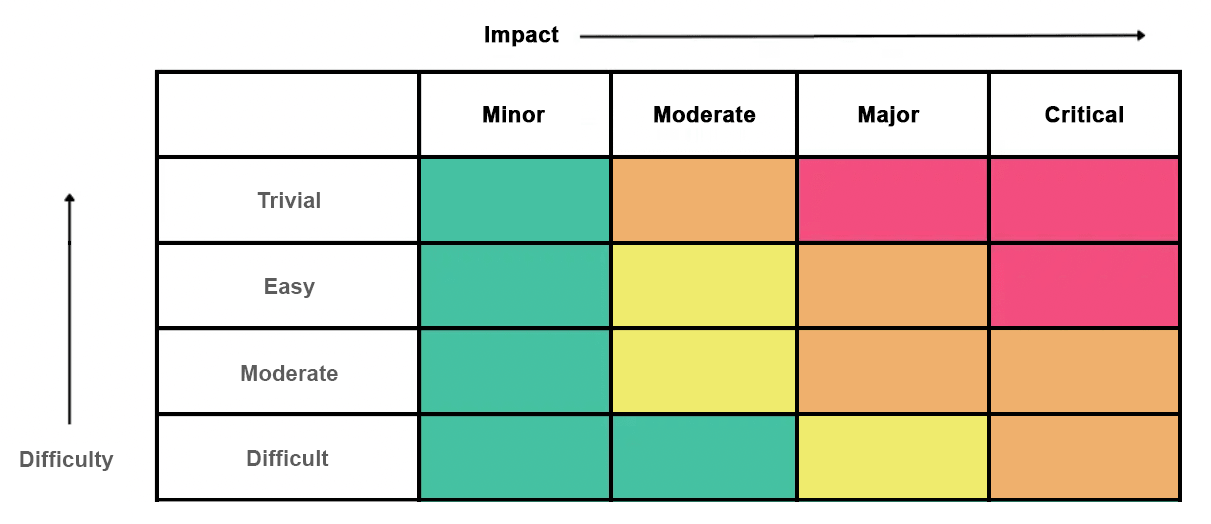 Impact
Minor Moderate Major Critical
Trivial
Easy
Moderate
Difficult
Difficulty